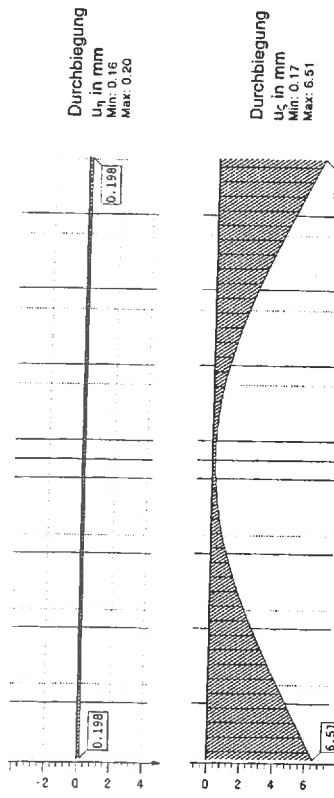 Durchbiegung
uη in mm
Min: 0.16
Max: 0.20
0.198
0.198
-2
0
2
4
Durchbiegung
uζ in mm
Min: 0.17
Max: 6.51
6.51
0
2
4
6